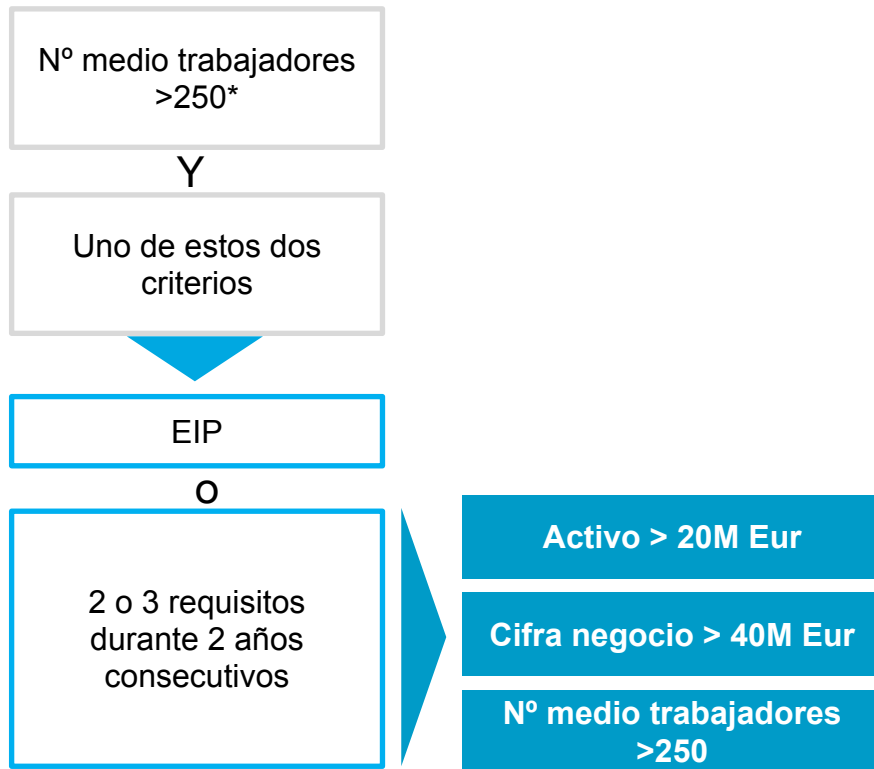 Nº medio trabajadores
>250*
Y
Uno de estos dos
criterios
EIP
o
2 o 3 requisitos
durante 2 años
consecutivos
Activo > 20M Eur
Cifra negocio > 40M Eur
Nº medio trabajadores
>250